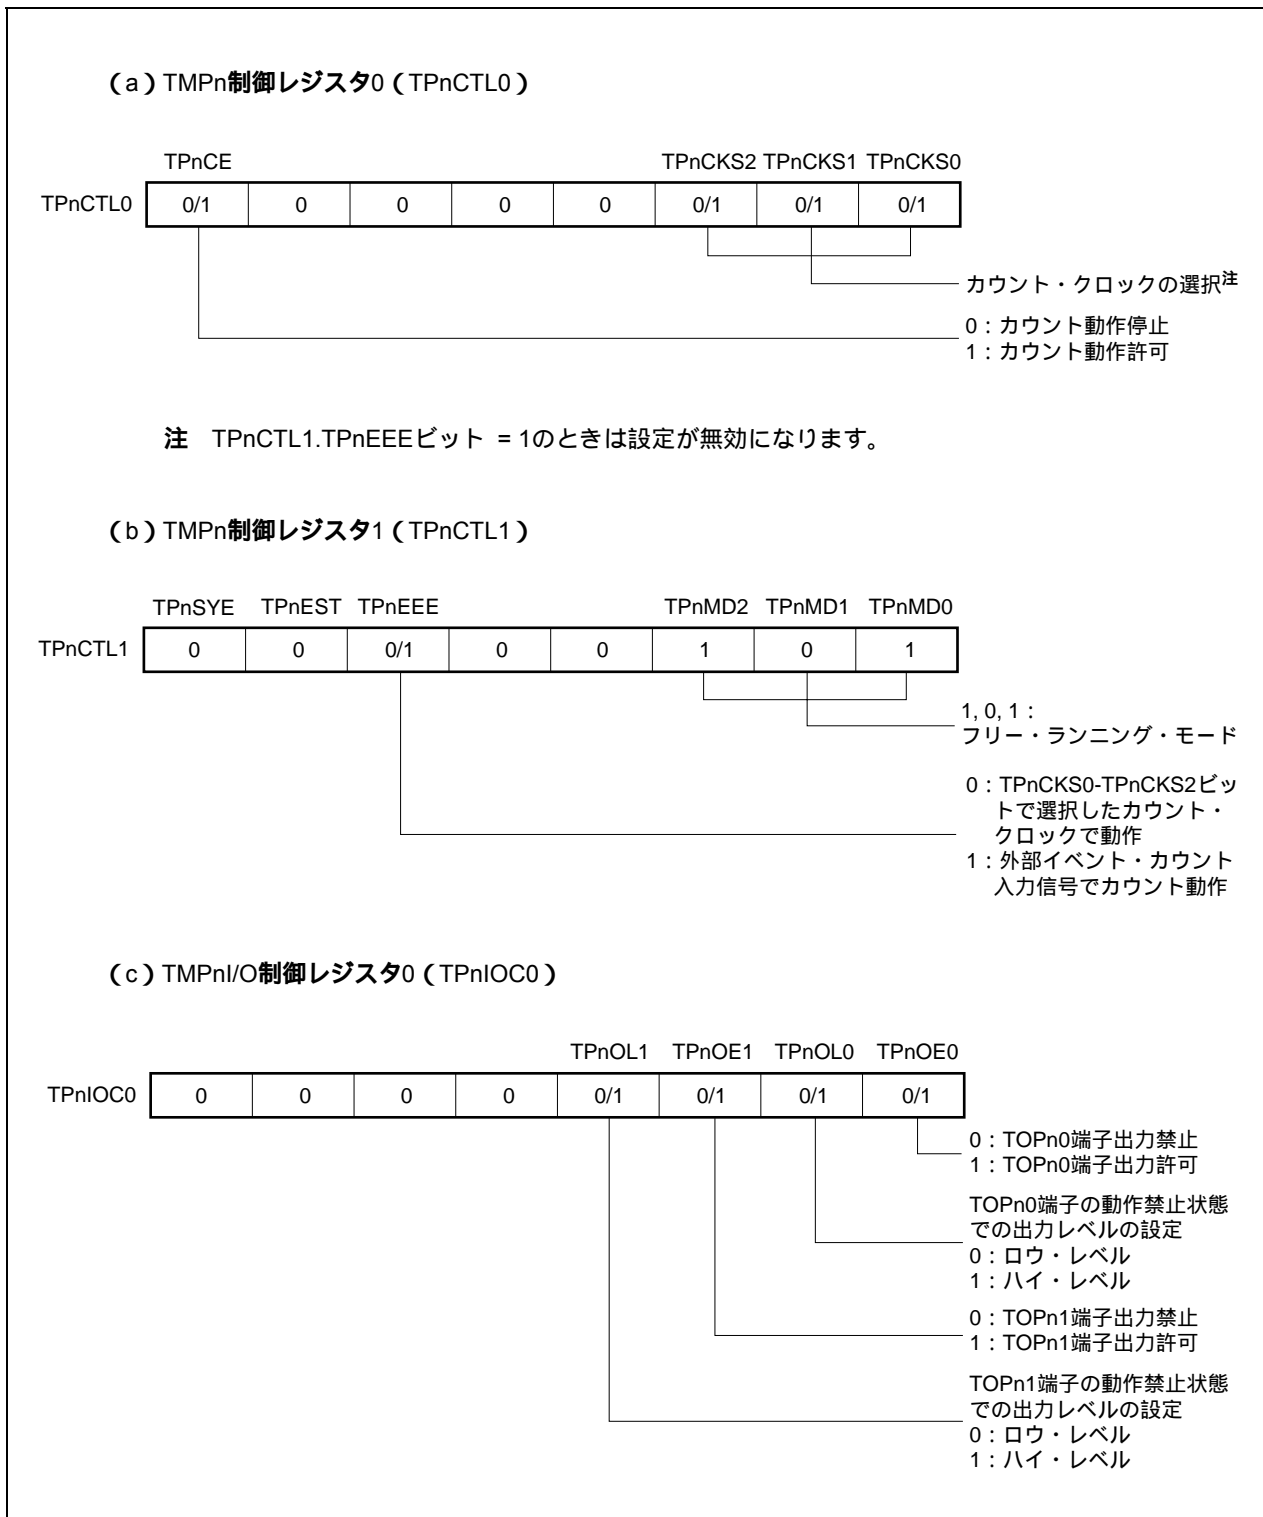 (a)TMPn制御レジスタ0(TPnCTL0)
TPnCE TPnCKS2 TPnCKS1 TPnCKS0
TPnCTL0 0/1 0 0 0 0 0/1 0/1 0/1
カウント・クロックの選択注
0:カウント動作停止
1:カウント動作許可
注 TPnCTL1.TPnEEEビット = 1のときは設定が無効になります。
(b)TMPn制御レジスタ1(TPnCTL1)
TPnSYE TPnEST TPnEEE TPnMD2 TPnMD1 TPnMD0
TPnCTL1 0 0 0/1 0 0 1 0 1
1, 0, 1:
フリー・ランニング・モード
0:TPnCKS0-TPnCKS2ビッ
トで選択したカウント・
クロックで動作
1:外部イベント・カウント
入力信号でカウント動作
(c)TMPnI/O制御レジスタ0(TPnIOC0)
TPnOL1 TPnOE1 TPnOL0 TPnOE0
TPnIOC0 0 0 0 0 0/1 0/1 0/1 0/1
0:TOPn0端子出力禁止
1:TOPn0端子出力許可
TOPn0端子の動作禁止状態
での出力レベルの設定
0:ロウ・レベル
1:ハイ・レベル
0:TOPn1端子出力禁止
1:TOPn1端子出力許可
TOPn1端子の動作禁止状態
での出力レベルの設定
0:ロウ・レベル
1:ハイ・レベル